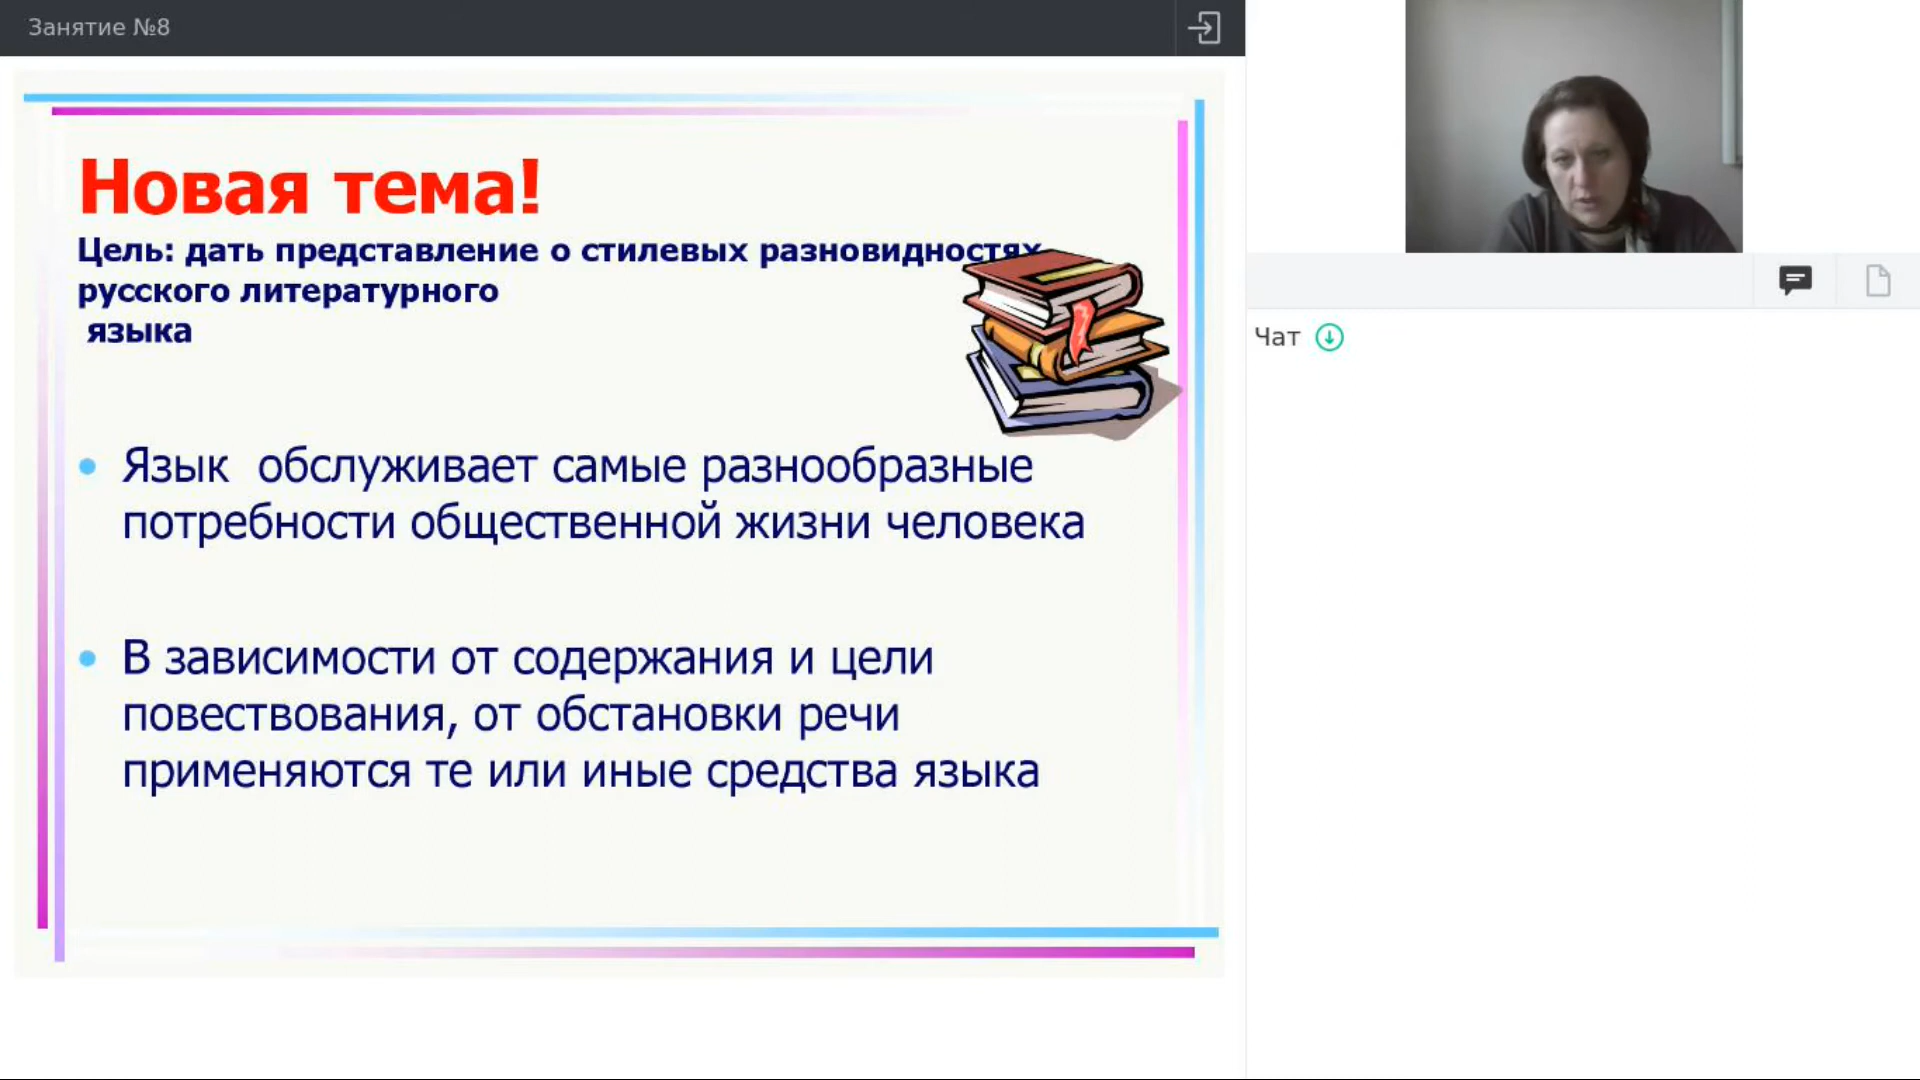 Занятие №8
Новая тема!
Цель: дать представление о стилевых разновидностях
русского литературного
языка
Язык обслуживает самые разнообразные
потребности общественной жизни человека
В зависимости от содержания и цели
повествования, от обстановки речи
применяются те или иные средства языка
Чат